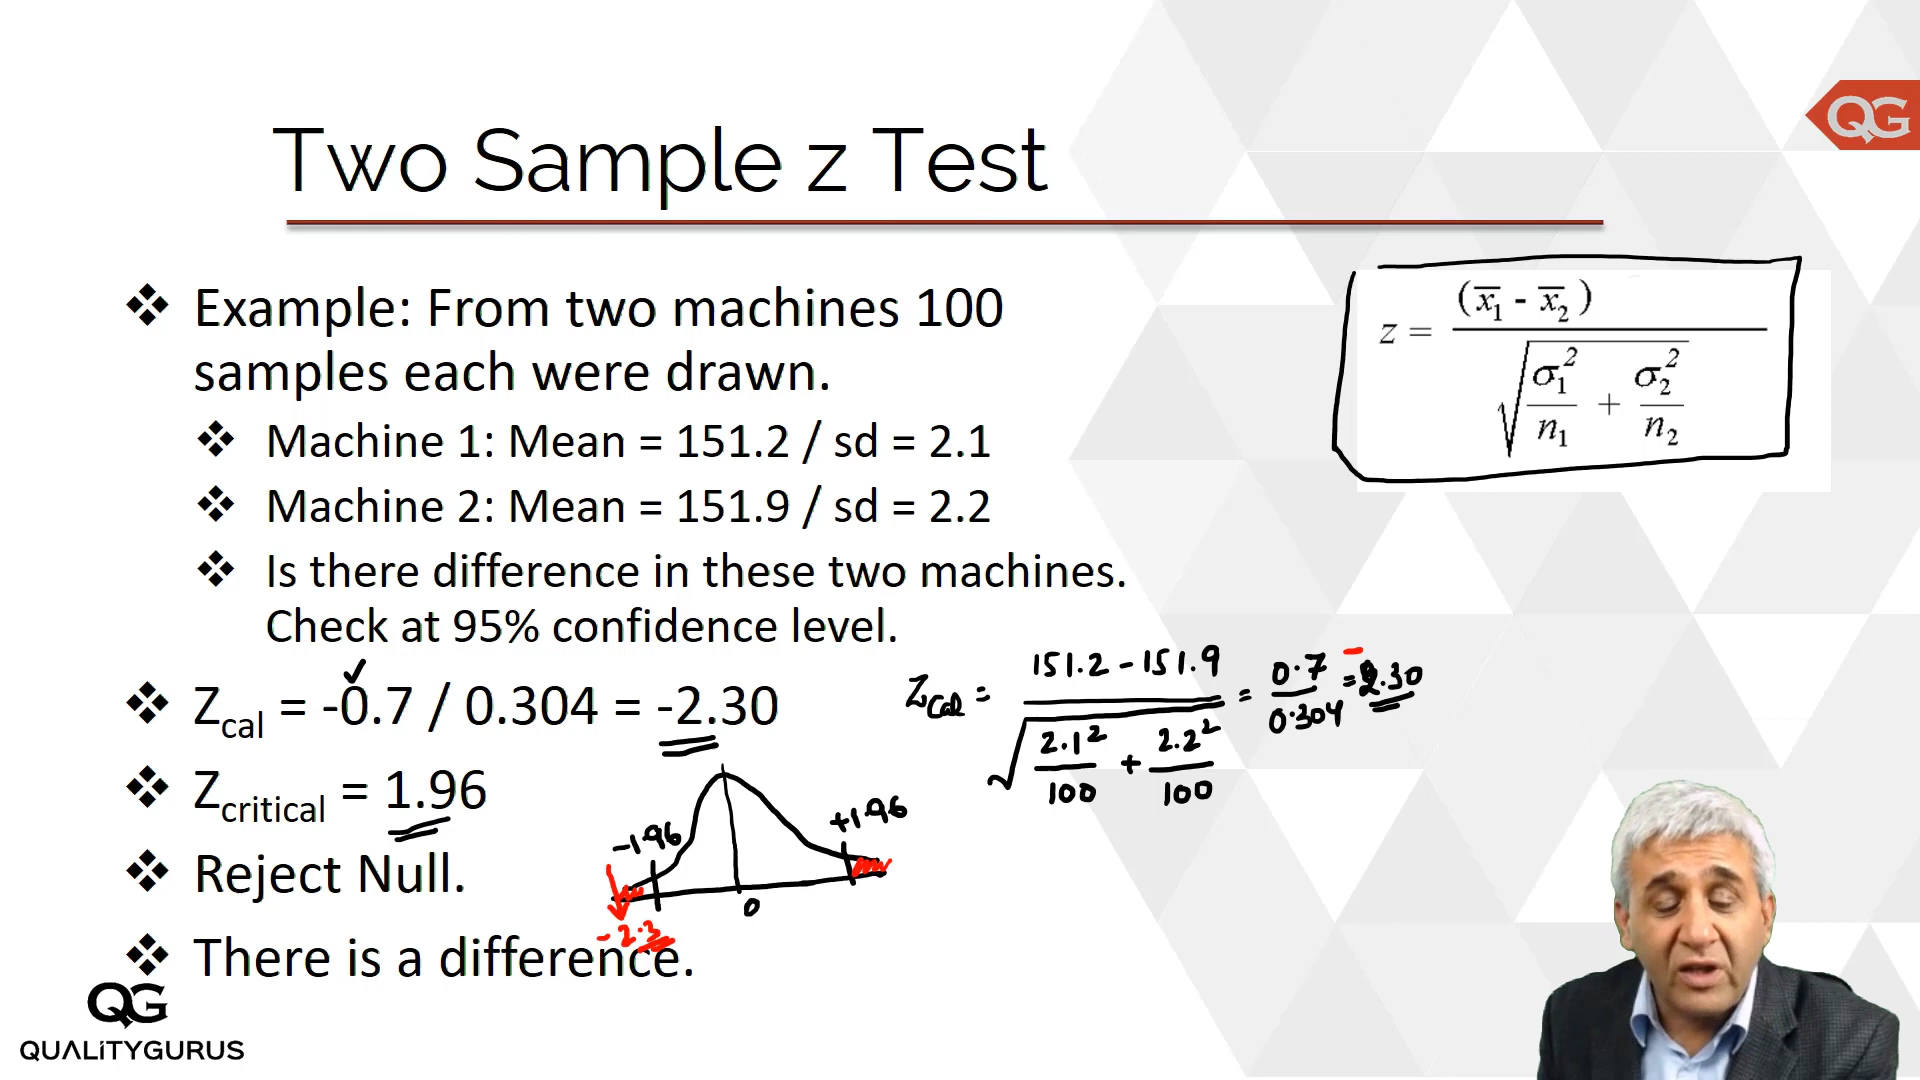 QG
Two Sample z Test
❖ Example: From two machines 100
samples each were drawn.
❖ Machine 1: Mean = 151.2 / sd = 2.1
❖ Machine 2: Mean = 151.9 / sd = 2.2
❖ Is there difference in these two machines.
Check at 95% confidence level.
❖ Zcal = -0.7 / 0.304 = -2.30
❖ Zcritical = 1.96
❖ Reject Null.
❖ There is a difference.
z = (x̄₁ - x̄₂) / √(σ₁²/n₁ + σ₂²/n₂)
Zcal = (151.2 - 151.9) / √(2.1²/100 + 2.2²/100) = 0.7/0.304 = -2.30
-1.96
+1.96
0
-2.3
QG
QUALITYGURUS